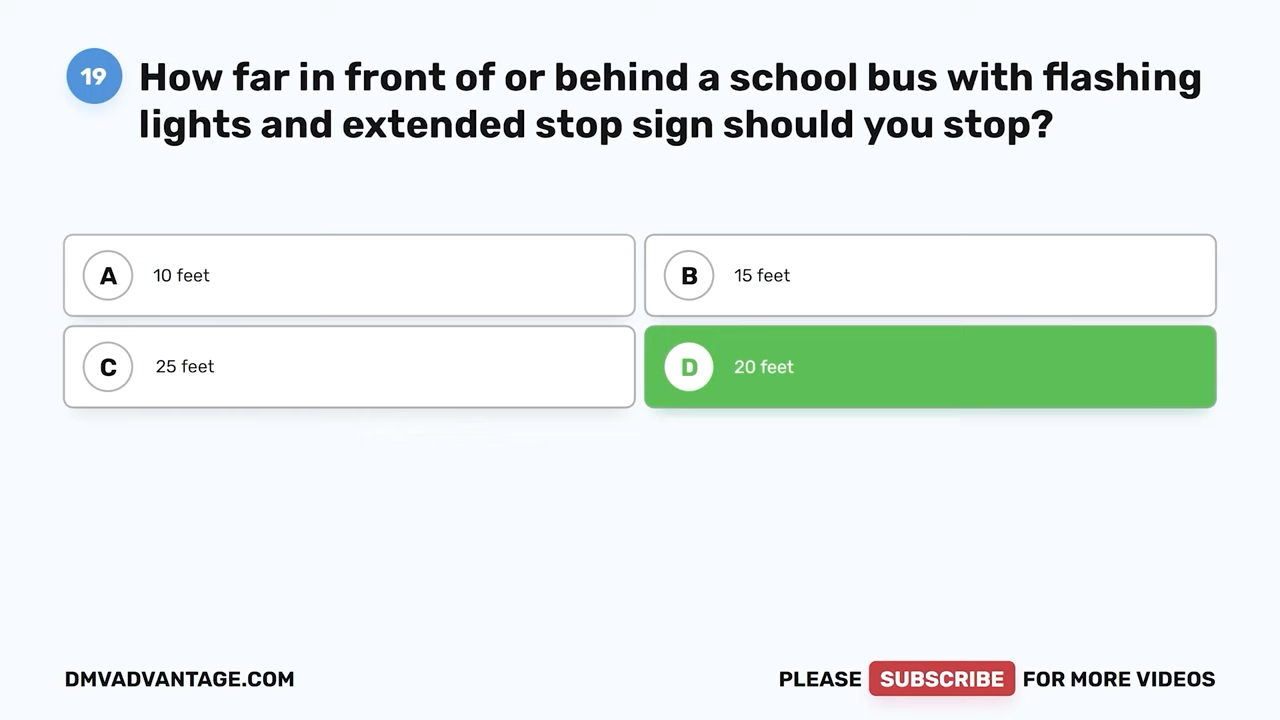 19
How far in front of or behind a school bus with flashing
lights and extended stop sign should you stop?
A
10 feet
B
15 feet
C
25 feet
D
20 feet
DMVADVANTAGE.COM
PLEASE SUBSCRIBE FOR MORE VIDEOS